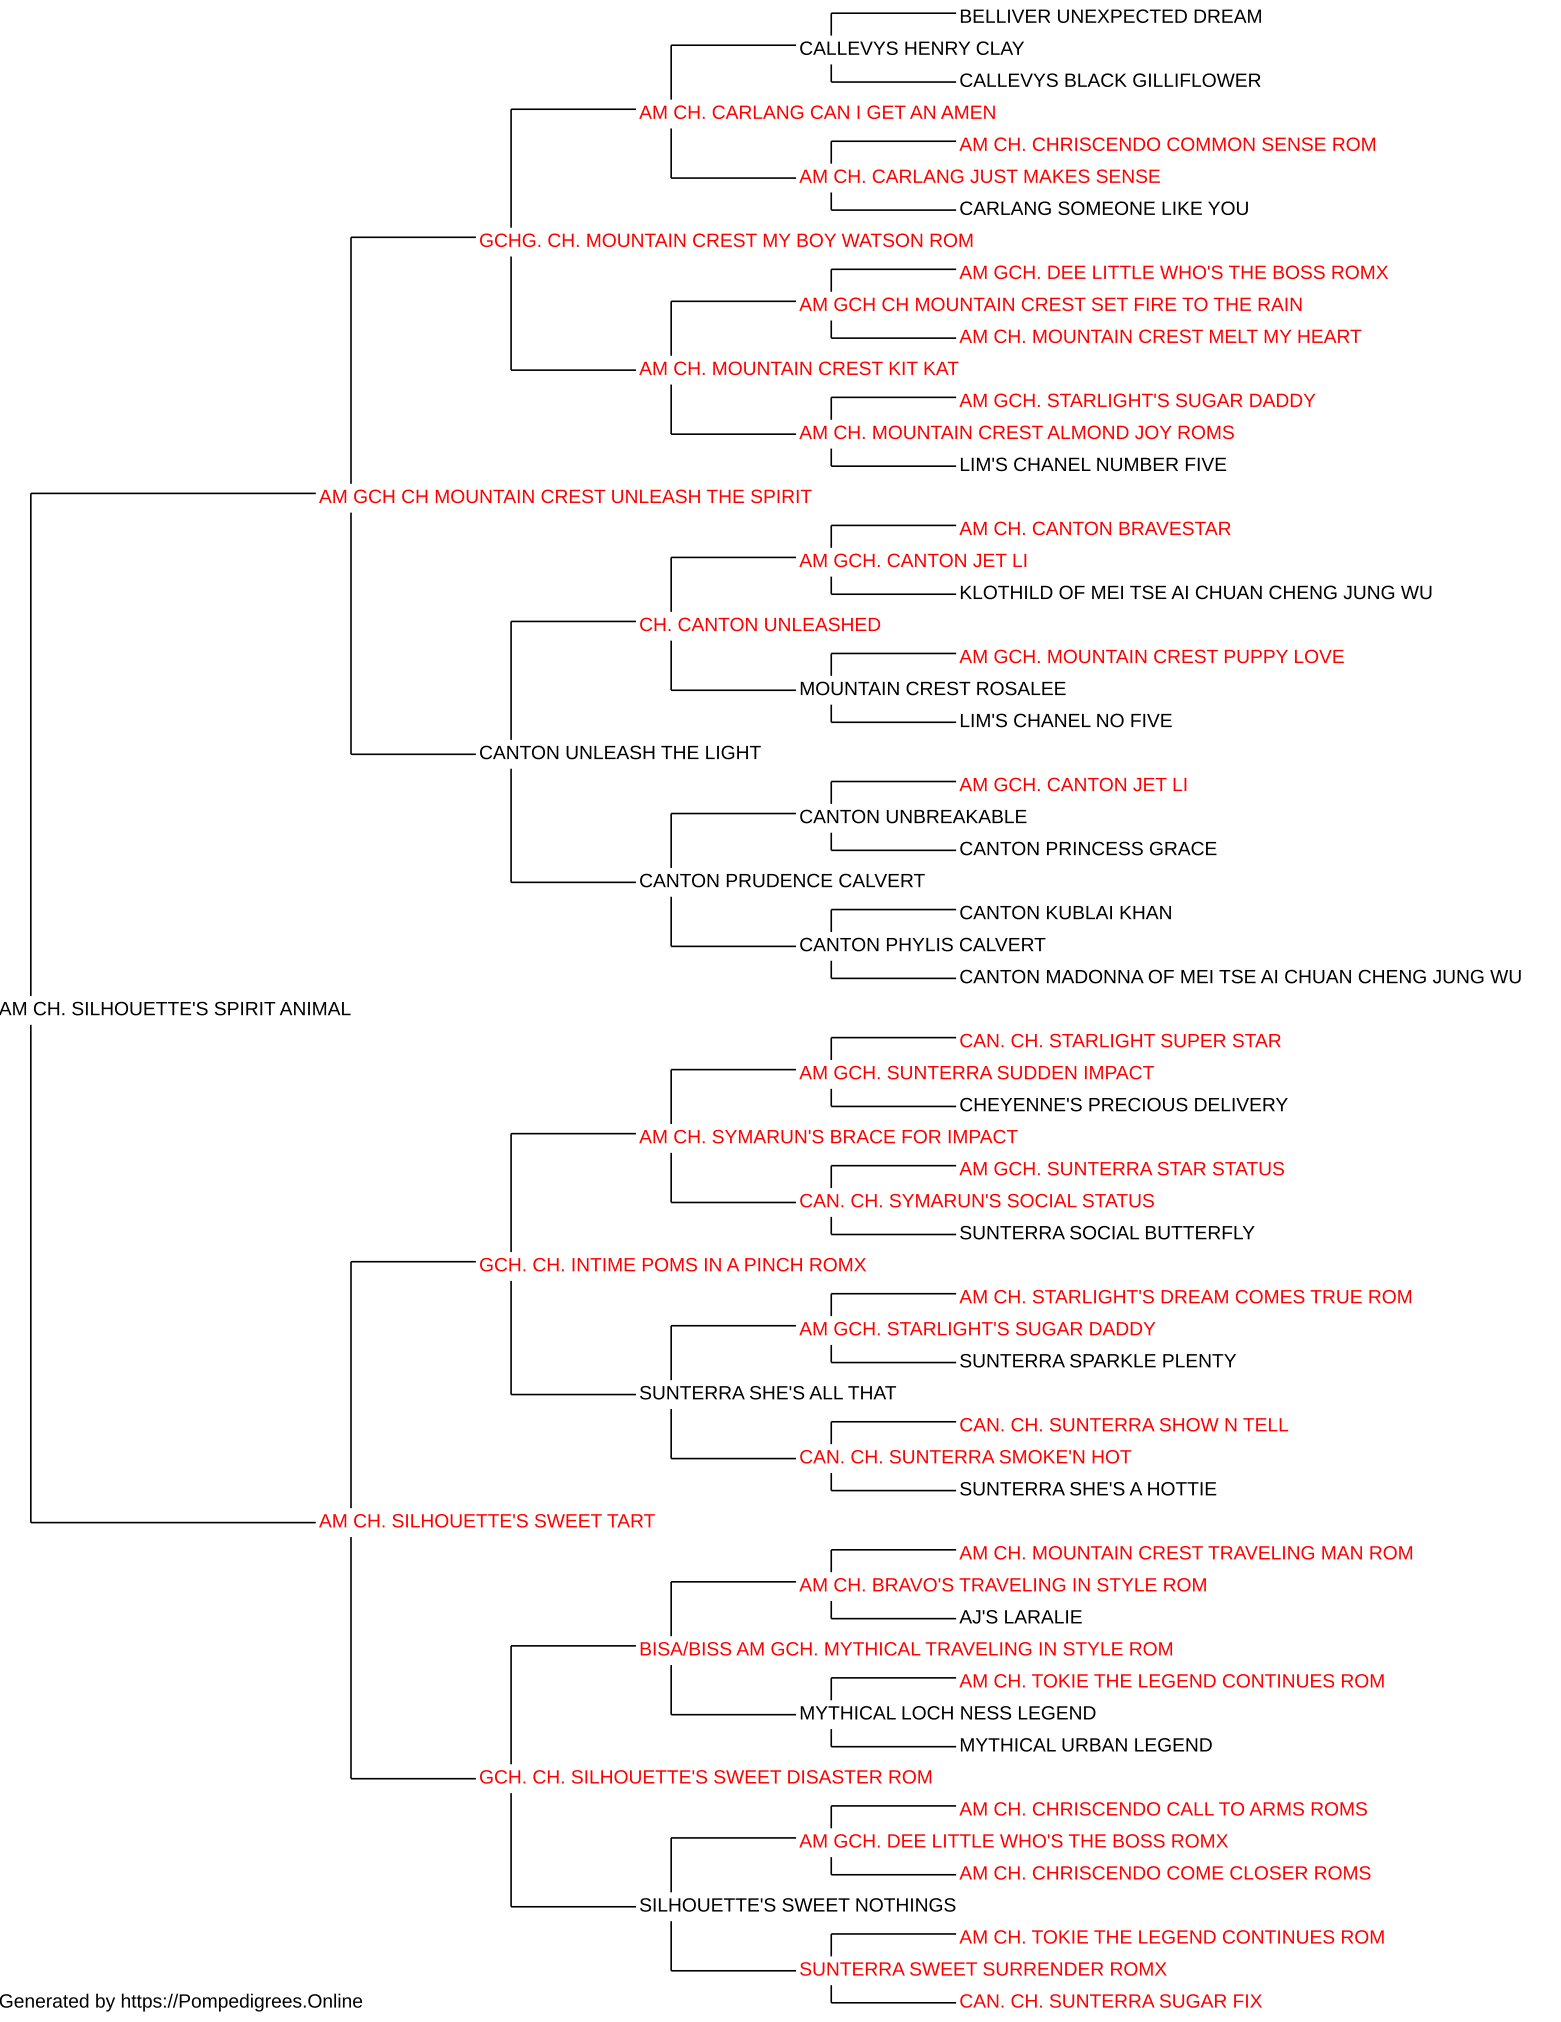 BELLIVER UNEXPECTED DREAM
CALLEVYS HENRY CLAY
CALLEVYS BLACK GILLIFLOWER
AM CH. CARLANG CAN I GET AN AMEN
AM CH. CHRISCENDO COMMON SENSE ROM
AM CH. CARLANG JUST MAKES SENSE
CARLANG SOMEONE LIKE YOU
GCHG. CH. MOUNTAIN CREST MY BOY WATSON ROM
AM GCH. DEE LITTLE WHO'S THE BOSS ROMX
AM GCH CH MOUNTAIN CREST SET FIRE TO THE RAIN
AM CH. MOUNTAIN CREST MELT MY HEART
AM CH. MOUNTAIN CREST KIT KAT
AM GCH. STARLIGHT'S SUGAR DADDY
AM CH. MOUNTAIN CREST ALMOND JOY ROMS
LIM'S CHANEL NUMBER FIVE
AM GCH CH MOUNTAIN CREST UNLEASH THE SPIRIT
AM CH. CANTON BRAVESTAR
AM GCH. CANTON JET LI
KLOTHILD OF MEI TSE AI CHUAN CHENG JUNG WU
CH. CANTON UNLEASHED
AM GCH. MOUNTAIN CREST PUPPY LOVE
MOUNTAIN CREST ROSALEE
LIM'S CHANEL NO FIVE
CANTON UNLEASH THE LIGHT
AM GCH. CANTON JET LI
CANTON UNBREAKABLE
CANTON PRINCESS GRACE
CANTON PRUDENCE CALVERT
CANTON KUBLAI KHAN
CANTON PHYLIS CALVERT
CANTON MADONNA OF MEI TSE AI CHUAN CHENG JUNG WU
AM CH. SILHOUETTE'S SPIRIT ANIMAL
CAN. CH. STARLIGHT SUPER STAR
AM GCH. SUNTERRA SUDDEN IMPACT
CHEYENNE'S PRECIOUS DELIVERY
AM CH. SYMARUN'S BRACE FOR IMPACT
AM GCH. SUNTERRA STAR STATUS
CAN. CH. SYMARUN'S SOCIAL STATUS
SUNTERRA SOCIAL BUTTERFLY
GCH. CH. INTIME POMS IN A PINCH ROMX
AM CH. STARLIGHT'S DREAM COMES TRUE ROM
AM GCH. STARLIGHT'S SUGAR DADDY
SUNTERRA SPARKLE PLENTY
SUNTERRA SHE'S ALL THAT
CAN. CH. SUNTERRA SHOW N TELL
CAN. CH. SUNTERRA SMOKE'N HOT
SUNTERRA SHE'S A HOTTIE
AM CH. SILHOUETTE'S SWEET TART
AM CH. MOUNTAIN CREST TRAVELING MAN ROM
AM CH. BRAVO'S TRAVELING IN STYLE ROM
AJ'S LARALIE
BISA/BISS AM GCH. MYTHICAL TRAVELING IN STYLE ROM
AM CH. TOKIE THE LEGEND CONTINUES ROM
MYTHICAL LOCH NESS LEGEND
MYTHICAL URBAN LEGEND
GCH. CH. SILHOUETTE'S SWEET DISASTER ROM
AM CH. CHRISCENDO CALL TO ARMS ROMS
AM GCH. DEE LITTLE WHO'S THE BOSS ROMX
AM CH. CHRISCENDO COME CLOSER ROMS
SILHOUETTE'S SWEET NOTHINGS
AM CH. TOKIE THE LEGEND CONTINUES ROM
SUNTERRA SWEET SURRENDER ROMX
CAN. CH. SUNTERRA SUGAR FIX
Generated by https://Pompedigrees.Online